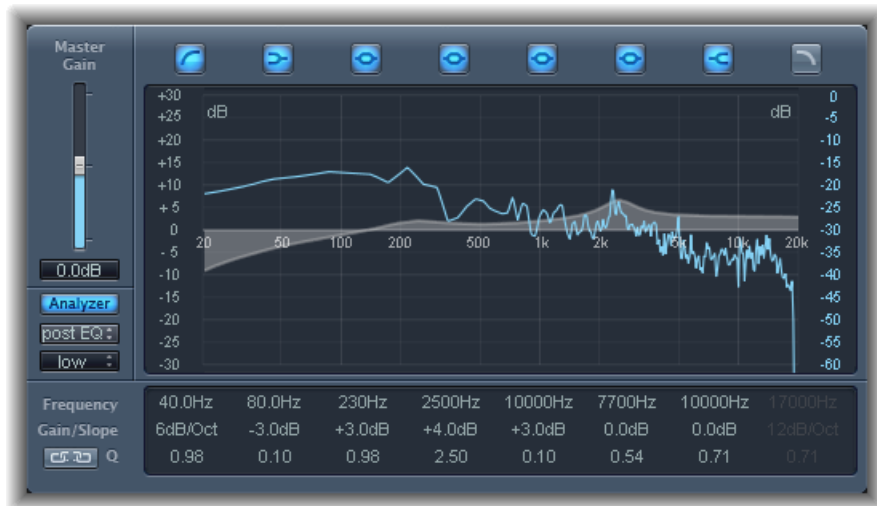 Master
Gain
0.0dB
Analyzer
post EQ
low
+30
+25
+20
+15
+10
+ 5
0
- 5
-10
-15
-20
-25
-30
dB
20 50 100 200 500 1k 2k 5k 10k 20k
dB
0
-5
-10
-15
-20
-25
-30
-35
-40
-45
-50
-55
-60
Frequency 40.0Hz 80.0Hz 230Hz 2500Hz 10000Hz 7700Hz 10000Hz 17000Hz
Gain/Slope 6dB/Oct -3.0dB +3.0dB +4.0dB +3.0dB 0.0dB 0.0dB 12dB/Oct
Q 0.98 0.10 0.98 2.50 0.10 0.54 0.71 0.71